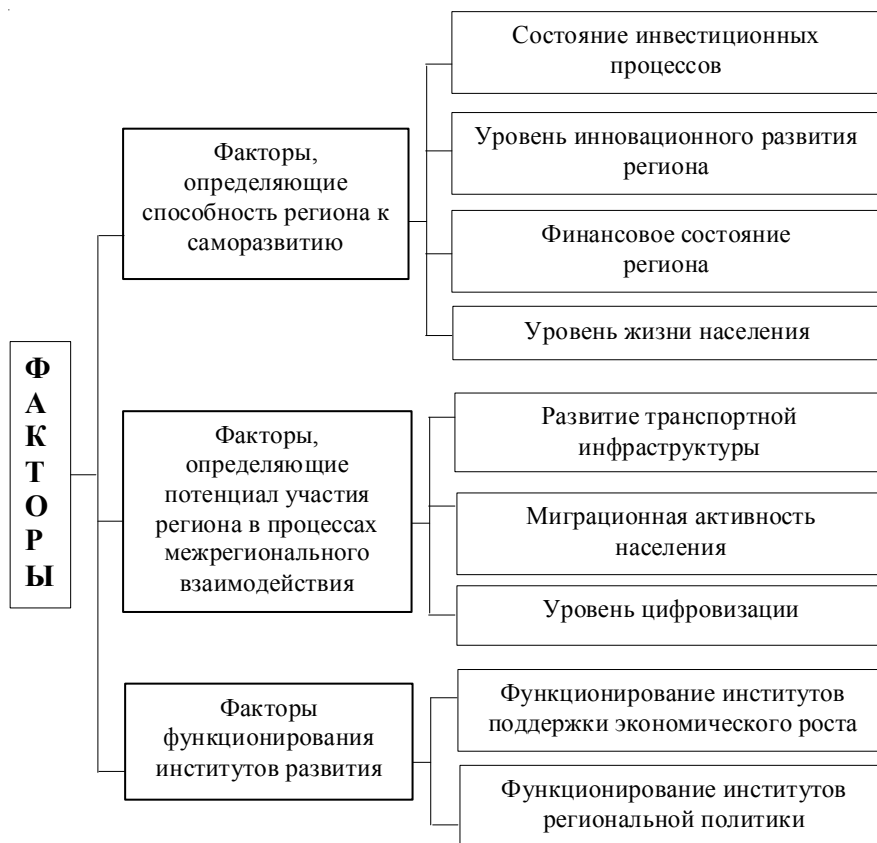 ФАКТОРЫ
Факторы,
определяющие
способность региона к
саморазвитию
Состояние инвестиционных
процессов
Уровень инновационного развития
региона
Финансовое состояние
региона
Уровень жизни населения
Факторы,
определяющие
потенциал участия
региона в процессах
межрегионального
взаимодействия
Развитие транспортной
инфраструктуры
Миграционная активность
населения
Уровень цифровизации
Факторы
функционирования
институтов развития
Функционирование институтов
поддержки экономического роста
Функционирование институтов
региональной политики